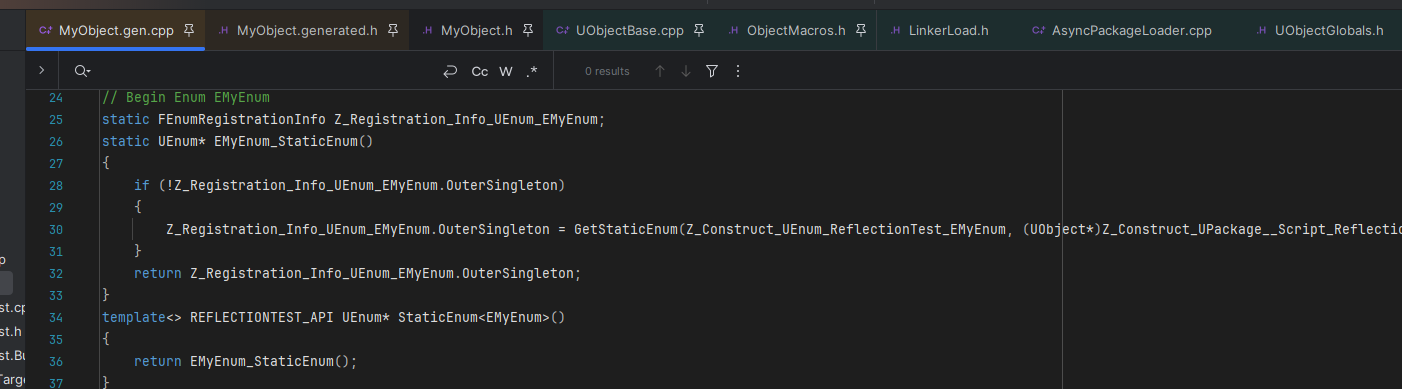 MyObject.gen.cpp MyObject.generated.h MyObject.h UObjectBase.cpp ObjectMacros.h LinkerLoad.h AsyncPackageLoader.cpp UObjectGlobals.h
Cc W .* 0 results
24 // Begin Enum EMyEnum
25 static FEnumRegistrationInfo Z_Registration_Info_UEnum_EMyEnum;
26 static UEnum* EMyEnum_StaticEnum()
27 {
28 if (!Z_Registration_Info_UEnum_EMyEnum.OuterSingleton)
29 {
30 Z_Registration_Info_UEnum_EMyEnum.OuterSingleton = GetStaticEnum(Z_Construct_UEnum_ReflectionTest_EMyEnum, (UObject*)Z_Construct_UPackage__Script_Reflectio
31 }
32 return Z_Registration_Info_UEnum_EMyEnum.OuterSingleton;
33 }
34 template<> REFLECTIONTEST_API UEnum* StaticEnum<EMyEnum>()
35 {
36 return EMyEnum_StaticEnum();
37 }
p
st.cp
st.h
st.Bu
Targe